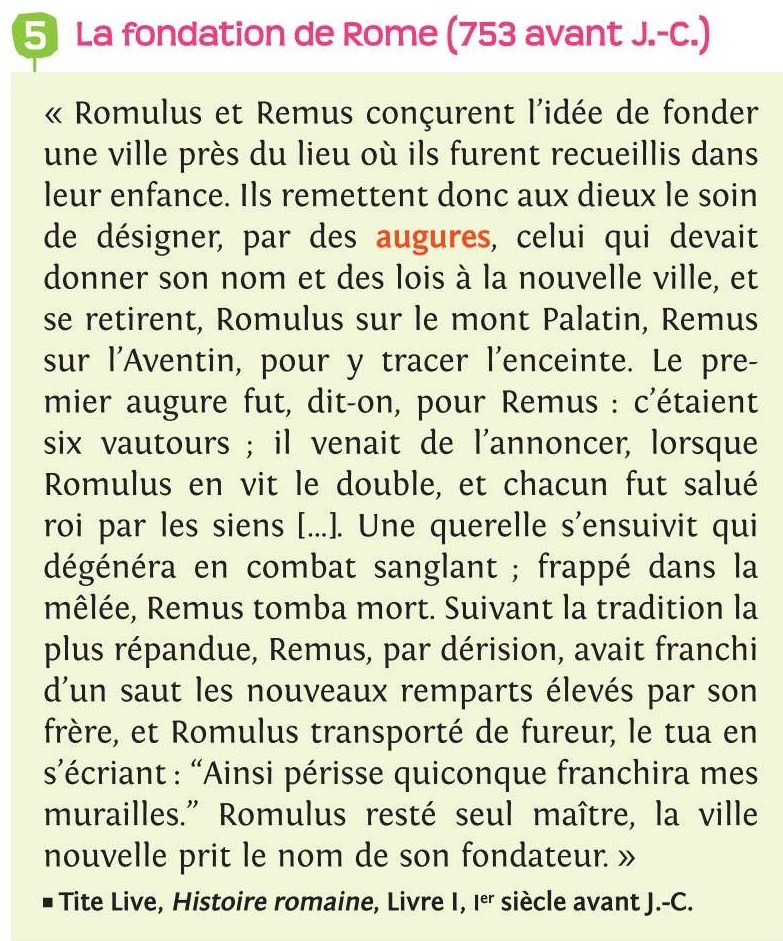 5 La fondation de Rome (753 avant J.-C.)
« Romulus et Remus conçurent l’idée de fonder
une ville près du lieu où ils furent recueillis dans
leur enfance. Ils remettent donc aux dieux le soin
de désigner, par des augures, celui qui devait
donner son nom et des lois à la nouvelle ville, et
se retirent, Romulus sur le mont Palatin, Remus
sur l’Aventin, pour y tracer l’enceinte. Le pre-
mier augure fut, dit-on, pour Remus : c’étaient
six vautours ; il venait de l’annoncer, lorsque
Romulus en vit le double, et chacun fut salué
roi par les siens [...]. Une querelle s’ensuivit qui
dégénéra en combat sanglant ; frappé dans la
mêlée, Remus tomba mort. Suivant la tradition la
plus répandue, Remus, par dérision, avait franchi
d’un saut les nouveaux remparts élevés par son
frère, et Romulus transporté de fureur, le tua en
s’écriant : “Ainsi périsse quiconque franchira mes
murailles.” Romulus resté seul maître, la ville
nouvelle prit le nom de son fondateur. »
▪ Tite Live, Histoire romaine, Livre I, Ier siècle avant J.-C.